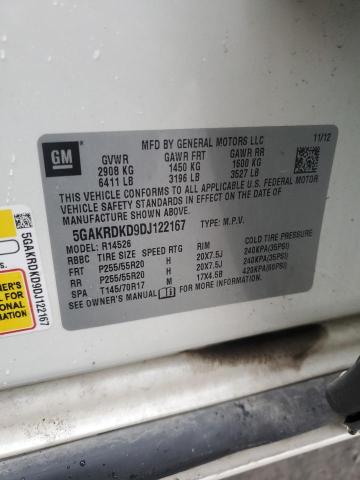 GM
MFD BY GENERAL MOTORS LLC 11/12
GVWR GAWR FRT GAWR RR
2908 KG 1450 KG 1600 KG
6411 LB 3196 LB 3527 LB
THIS VEHICLE CONFORMS TO ALL APPLICABLE U.S. FEDERAL MOTOR
VEHICLE SAFETY STANDARDS IN EFFECT ON THE DATE OF
MANUFACTURE SHOWN ABOVE.
5GAKRDKD9DJ122167 TYPE: M.P.V.
MODEL: R14526
RBBC TIRE SIZE SPEED RTG RIM COLD TIRE PRESSURE
FRT P255/55R20 H 20X7.5J 240KPA(35PSI)
RR P255/55R20 H 20X7.5J 240KPA(35PSI)
SPA T145/70R17 M 17X4.5B 420KPA(60PSI)
SEE OWNER'S MANUAL FOR MORE INFORMATION.
5GAKRDKD9DJ122167